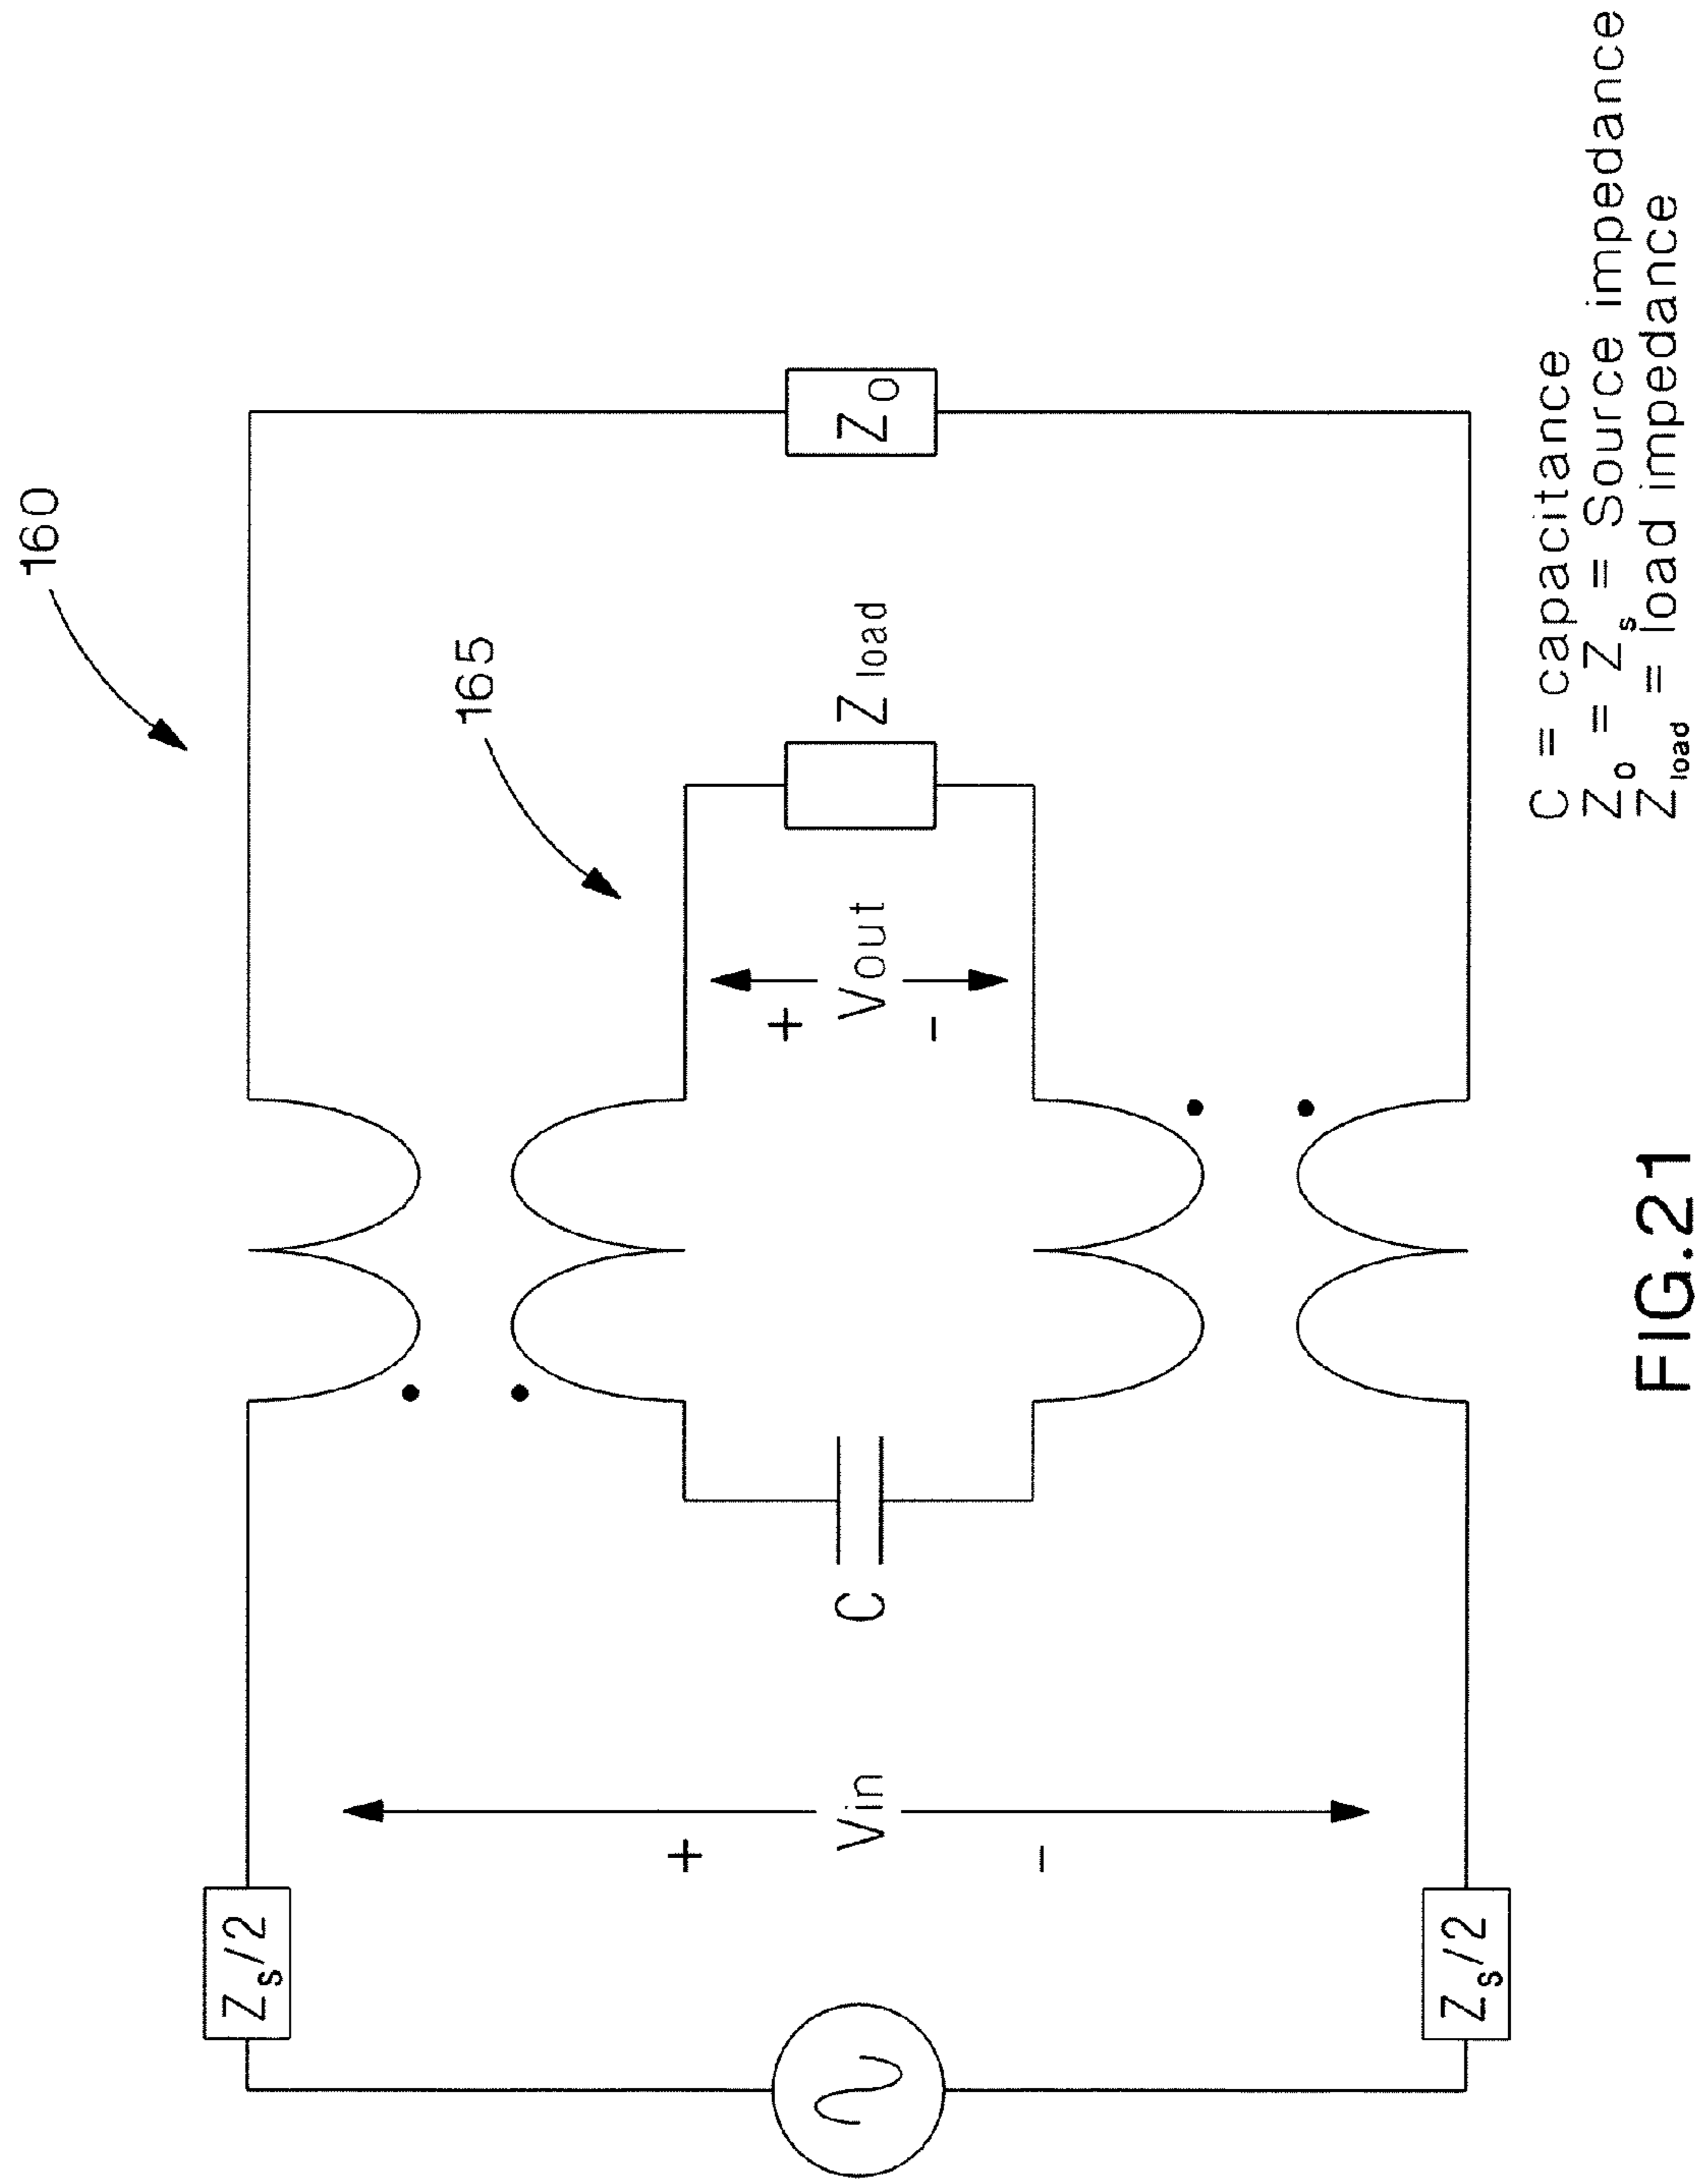 160
165
Zs/2
+
Vin
-
C
+
Vout
-
Zload
Zo
Zs/2
C = capacitance
Zo = Zs = Source impedance
Zload = load impedance
FIG.21